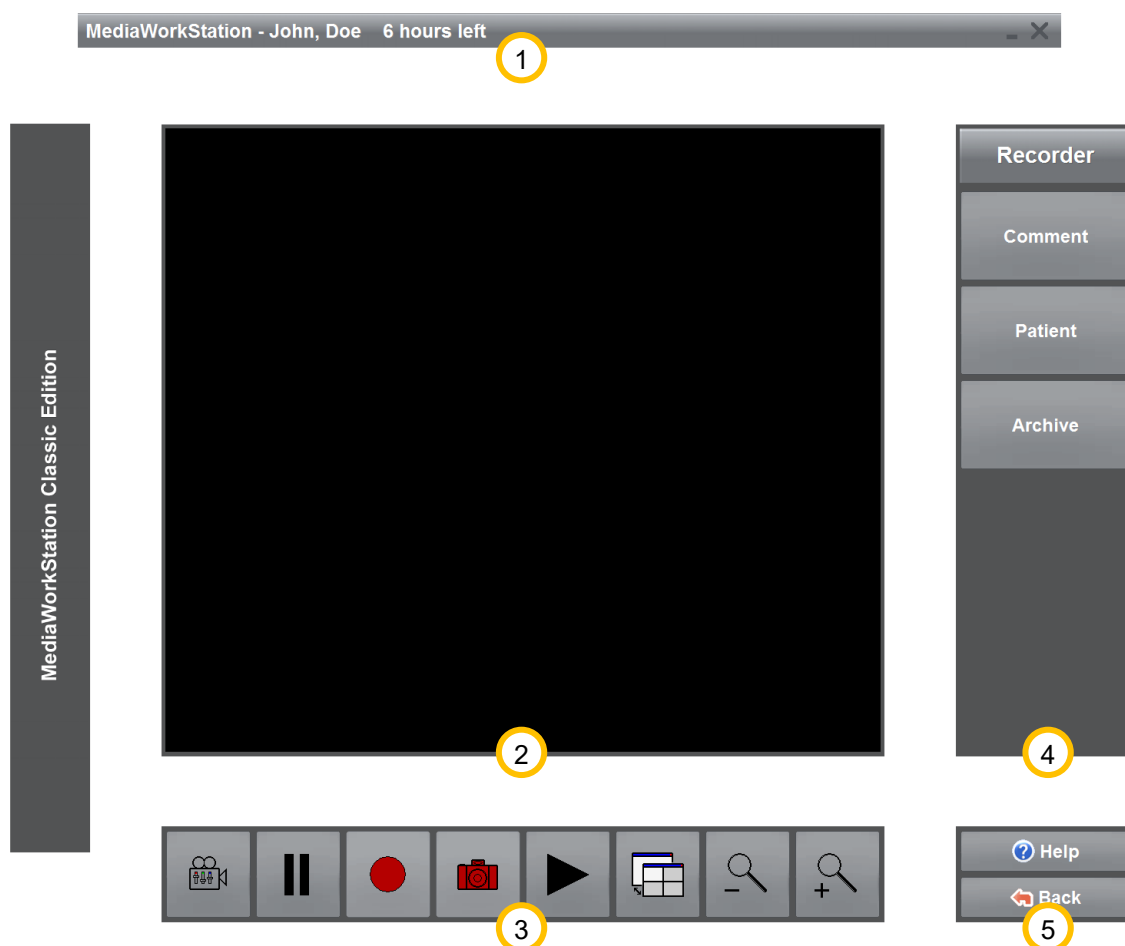 MediaWorkStation - John, Doe 6 hours left
1
MediaWorkStation Classic Edition
2
Recorder
Comment
Patient
Archive
4
3
Help
Back
5